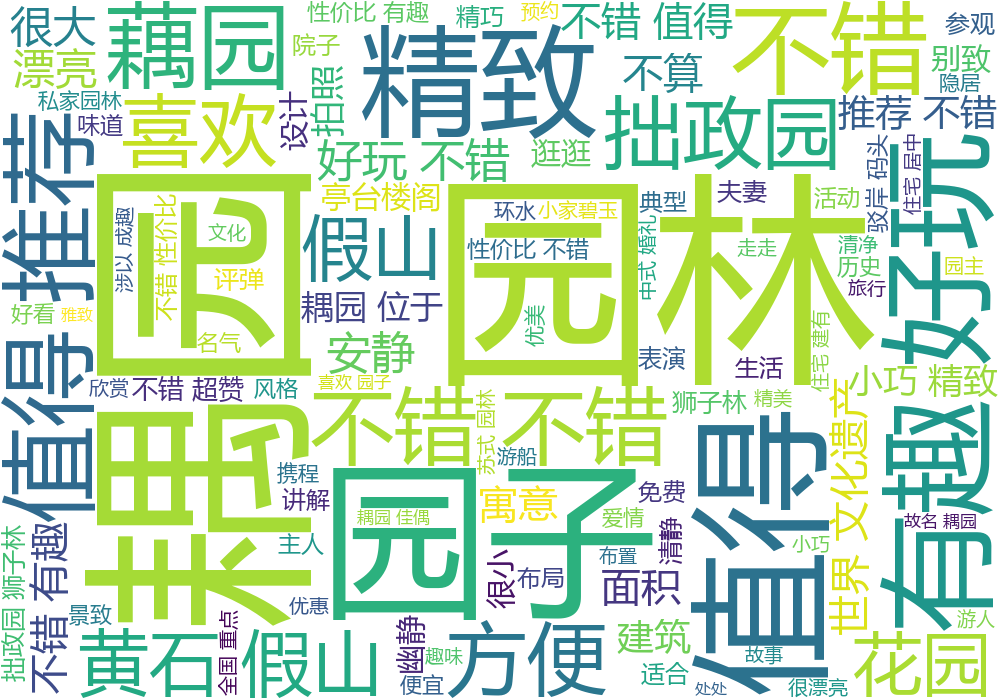 很大
藕园
性价比 有趣
精巧
预约
不错 值得
不错
参观
漂亮
院子
精致
不算
别致
隐居
私家园林
味道
喜欢
设计
拍照
好玩 不错
逛逛
拙政园
推荐 不错
值得推荐
耦园
园林
亭台楼阁
典型
夫妻
活动
驳岸 码头
住宅 居中
好玩
涉以 成趣
不错 性价比
文化
评弹
名气
假山
环水
小家碧玉
性价比 不错
中式 婚礼
走走
清净
历史
园主
旅行
好看
雅致
耦园 位于
优美
安静
表演
生活
住宅 建有
欣赏
不错 超赞
风格
喜欢 园子
不错 不错
苏式 园林
狮子林
精美
小巧 精致
游船
携程
讲解
园子
耦园 佳偶
寓意
爱情
布置
免费
清静
值得
世界 文化遗产
小巧
有趣
故名 耦园
拙政园 狮子林
不错 有趣
主人
优惠
很小
布局
面积
景致
全国 重点
黄石 假山
幽静
趣味
便宜
方便
建筑
适合
处处
故事
很漂亮
花园
游人